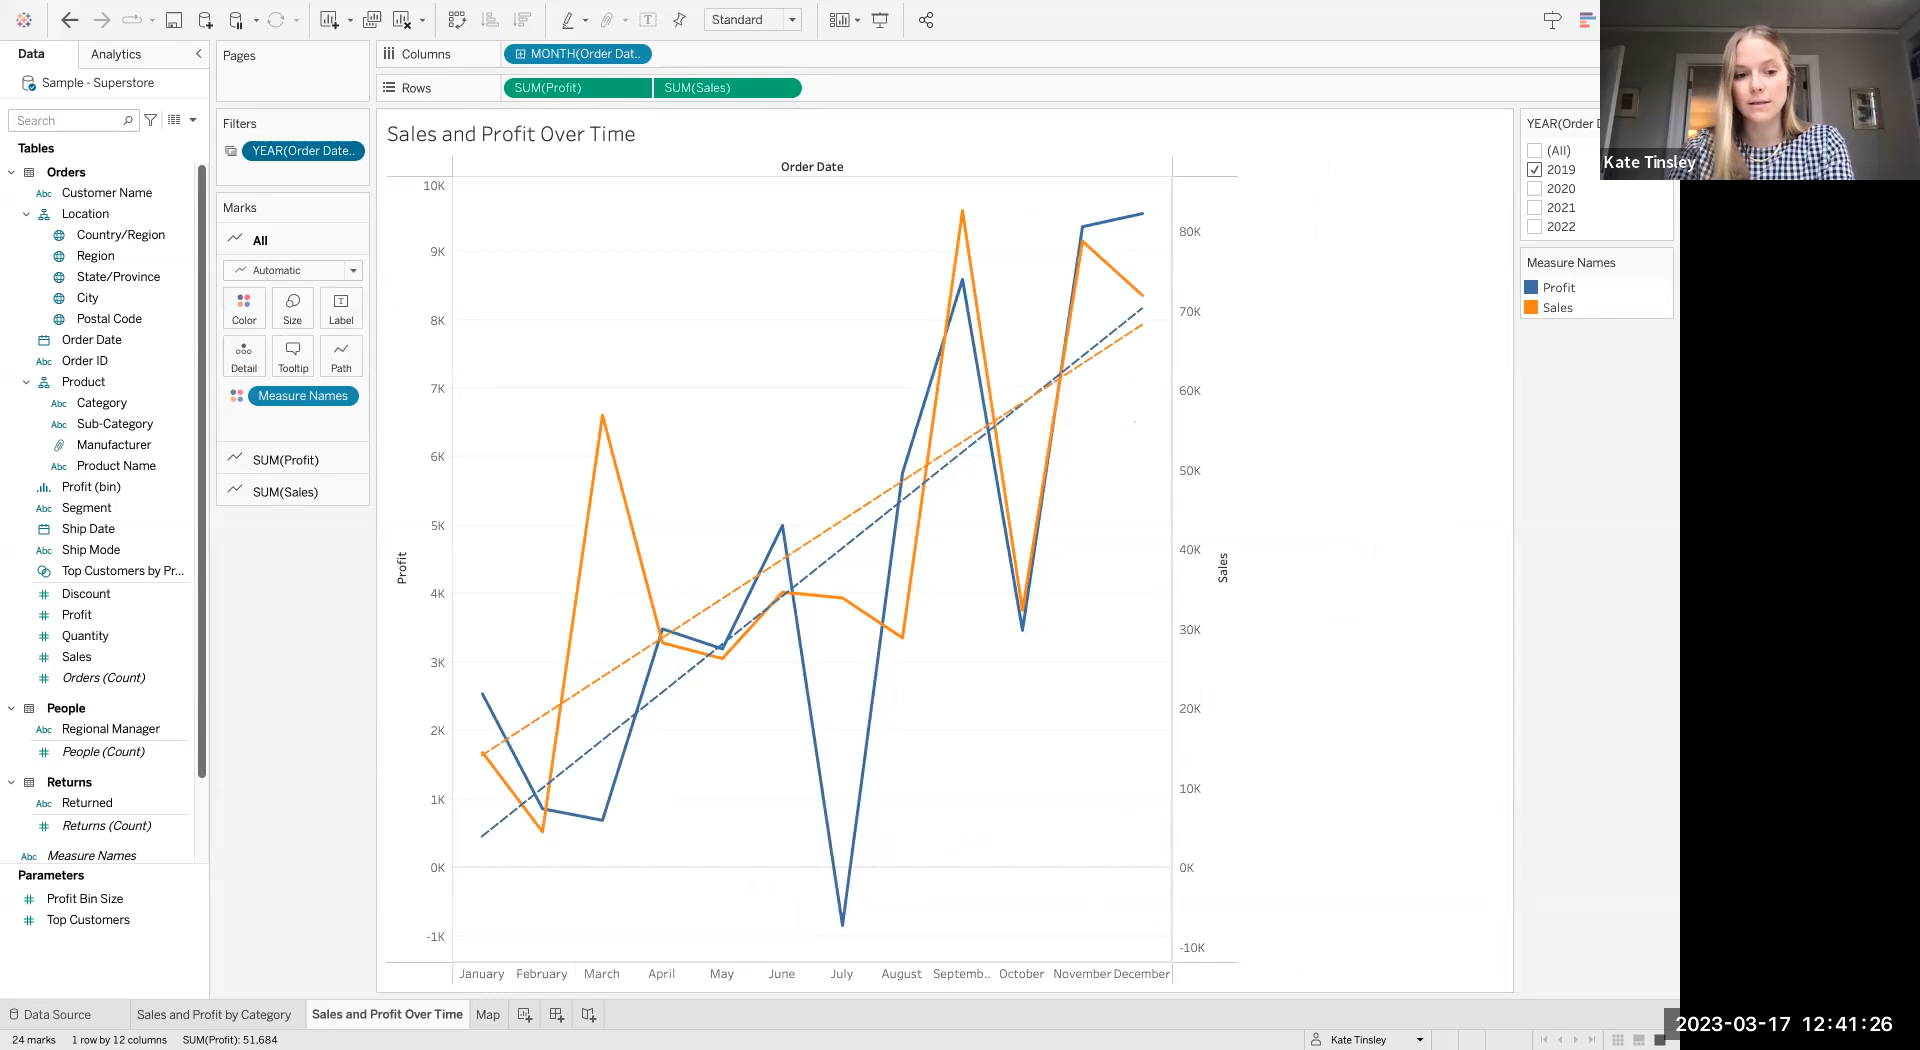 Standard
Data
Analytics
Pages
Columns
MONTH(Order Dat..
Rows
SUM(Profit)
SUM(Sales)
Sample - Superstore
Search
Tables
Orders
Customer Name
Location
Country/Region
Region
State/Province
City
Postal Code
Order Date
Order ID
Product
Category
Sub-Category
Manufacturer
Product Name
Profit (bin)
Segment
Ship Date
Ship Mode
Top Customers by Pr...
Discount
Profit
Quantity
Sales
Orders (Count)
People
Regional Manager
People (Count)
Returns
Returned
Returns (Count)
Measure Names
Parameters
Profit Bin Size
Top Customers
Filters
YEAR(Order Date..
Marks
All
Automatic
Color
Size
Label
Detail
Tooltip
Path
Measure Names
SUM(Profit)
SUM(Sales)
Sales and Profit Over Time
Order Date
10K
9K
8K
7K
6K
5K
4K
3K
2K
1K
0K
-1K
Profit
80K
70K
60K
50K
40K
30K
20K
10K
0K
-10K
Sales
January
February
March
April
May
June
July
August
Septemb..
October
November
December
YEAR(Order D
(All)
2019
2020
2021
2022
Measure Names
Profit
Sales
Kate Tinsley
Data Source
Sales and Profit by Category
Sales and Profit Over Time
Map
24 marks
1 row by 12 columns
SUM(Profit): 51,684
Kate Tinsley
2023-03-17 12:41:26